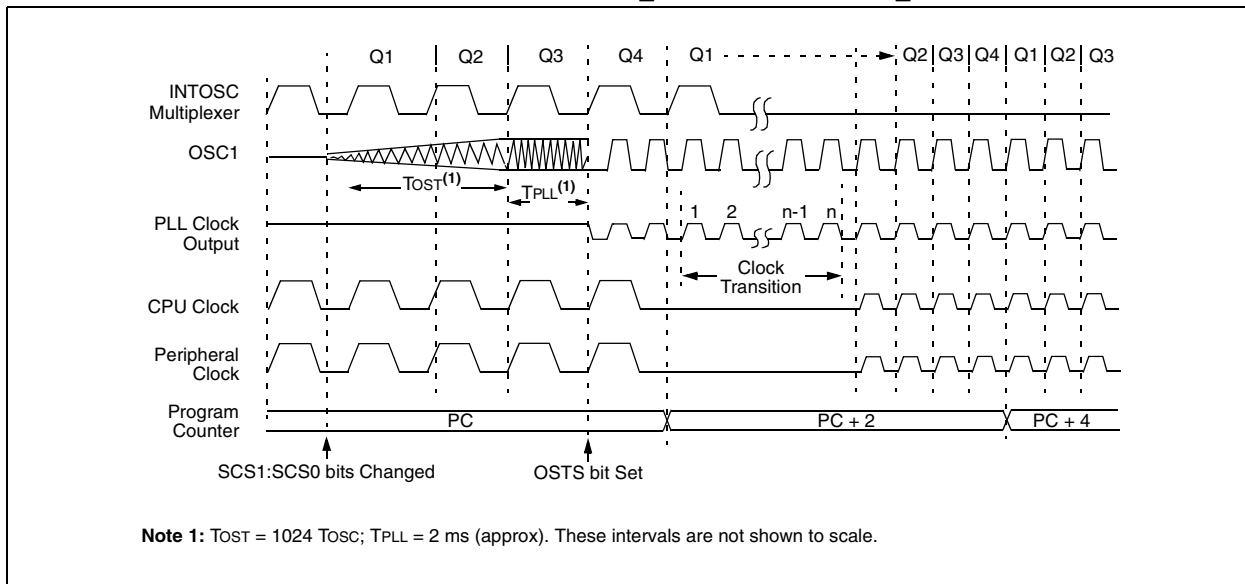 Q1 Q2 Q3 Q4 Q1 Q2 Q3 Q4 Q1 Q2 Q3
INTOSC
Multiplexer
OSC1
TOST(1)
TPLL(1)
1 2 n-1 n
PLL Clock
Output
Clock
Transition
CPU Clock
Peripheral
Clock
Program
Counter
PC PC + 2 PC + 4
SCS1:SCS0 bits Changed OSTS bit Set
Note 1: TOST = 1024 TOSC; TPLL = 2 ms (approx). These intervals are not shown to scale.